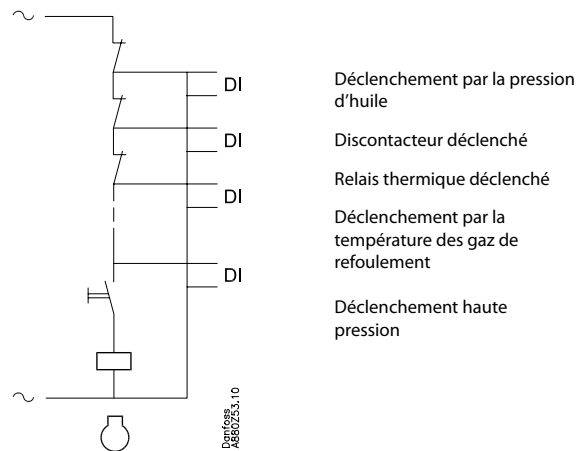 DI
Déclenchement par la pression
d’huile
DI
Discontacteur déclenché
DI
Relais thermique déclenché
Déclenchement par la
température des gaz de
refoulement
DI
Déclenchement haute
pression
Danfoss
A88OZ53.10